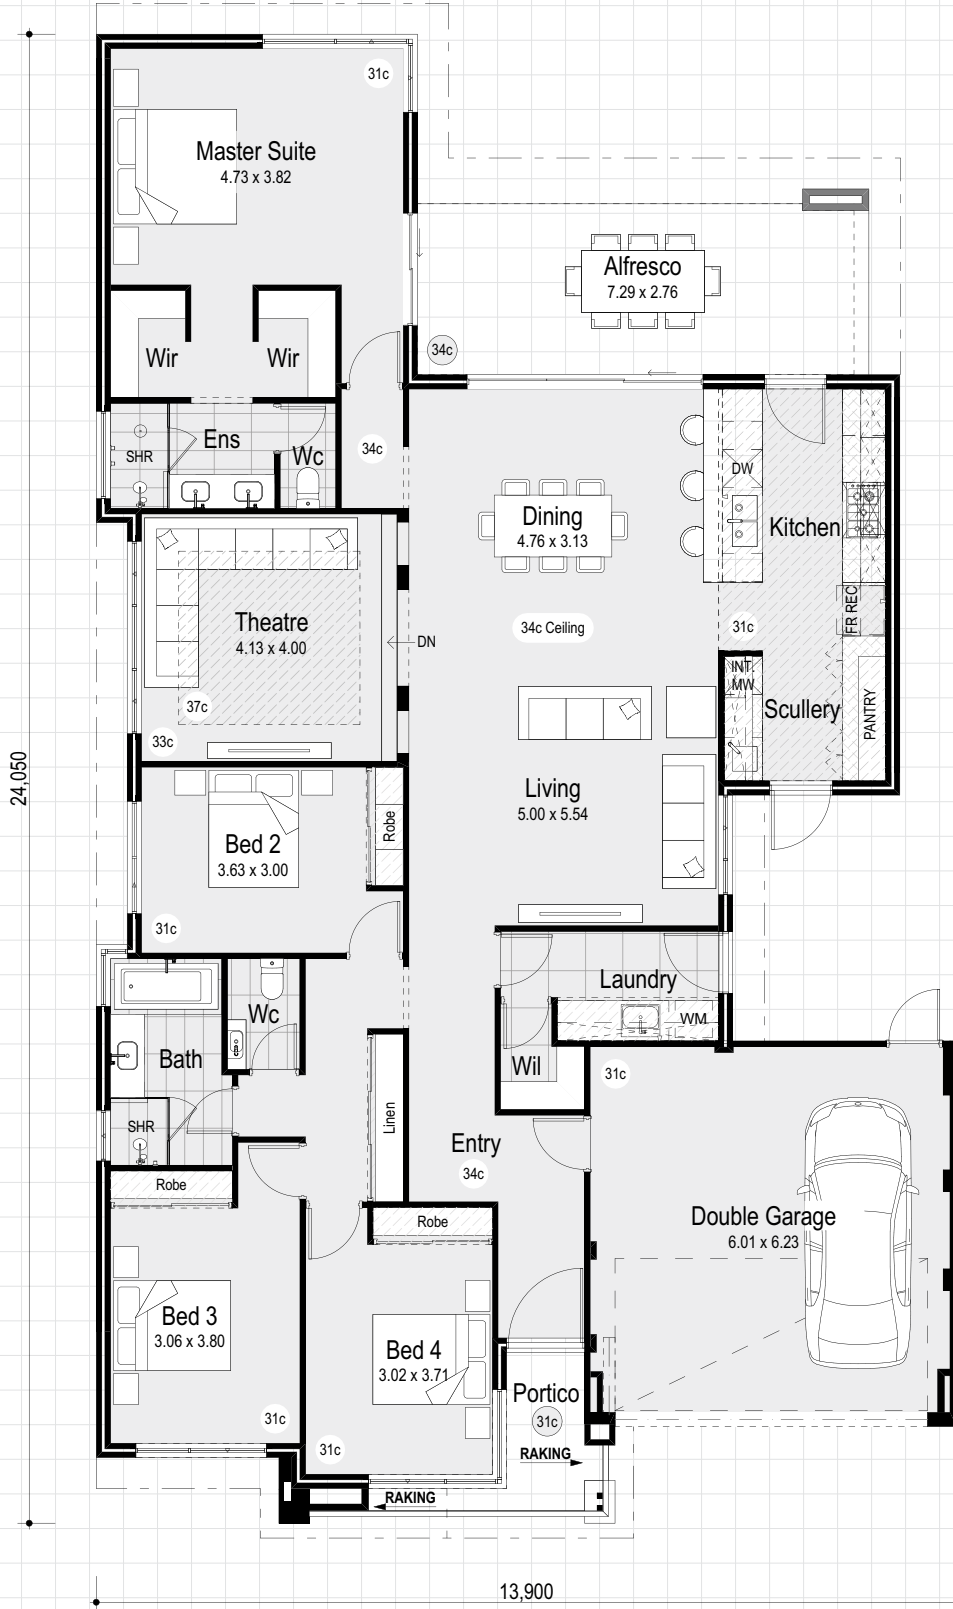 31c
Master Suite
4.73 x 3.82
Alfresco
7.29 x 2.76
Wir
Wir
34c
Ens
34c
Wc
SHR
DW
Dining
4.76 x 3.13
Kitchen
Theatre
4.13 x 4.00
34c Ceiling
31c
FR REC
DN
INT.
MW
37c
33c
Scullery
PANTRY
24,050
Living
5.00 x 5.54
Bed 2
3.63 x 3.00
Robe
31c
Laundry
Wc
WM
Bath
Wil
31c
SHR
Linen
Entry
34c
Robe
Robe
Double Garage
6.01 x 6.23
Bed 3
3.06 x 3.80
Bed 4
3.02 x 3.71
Portico
31c
31c
31c
RAKING
RAKING
13,900